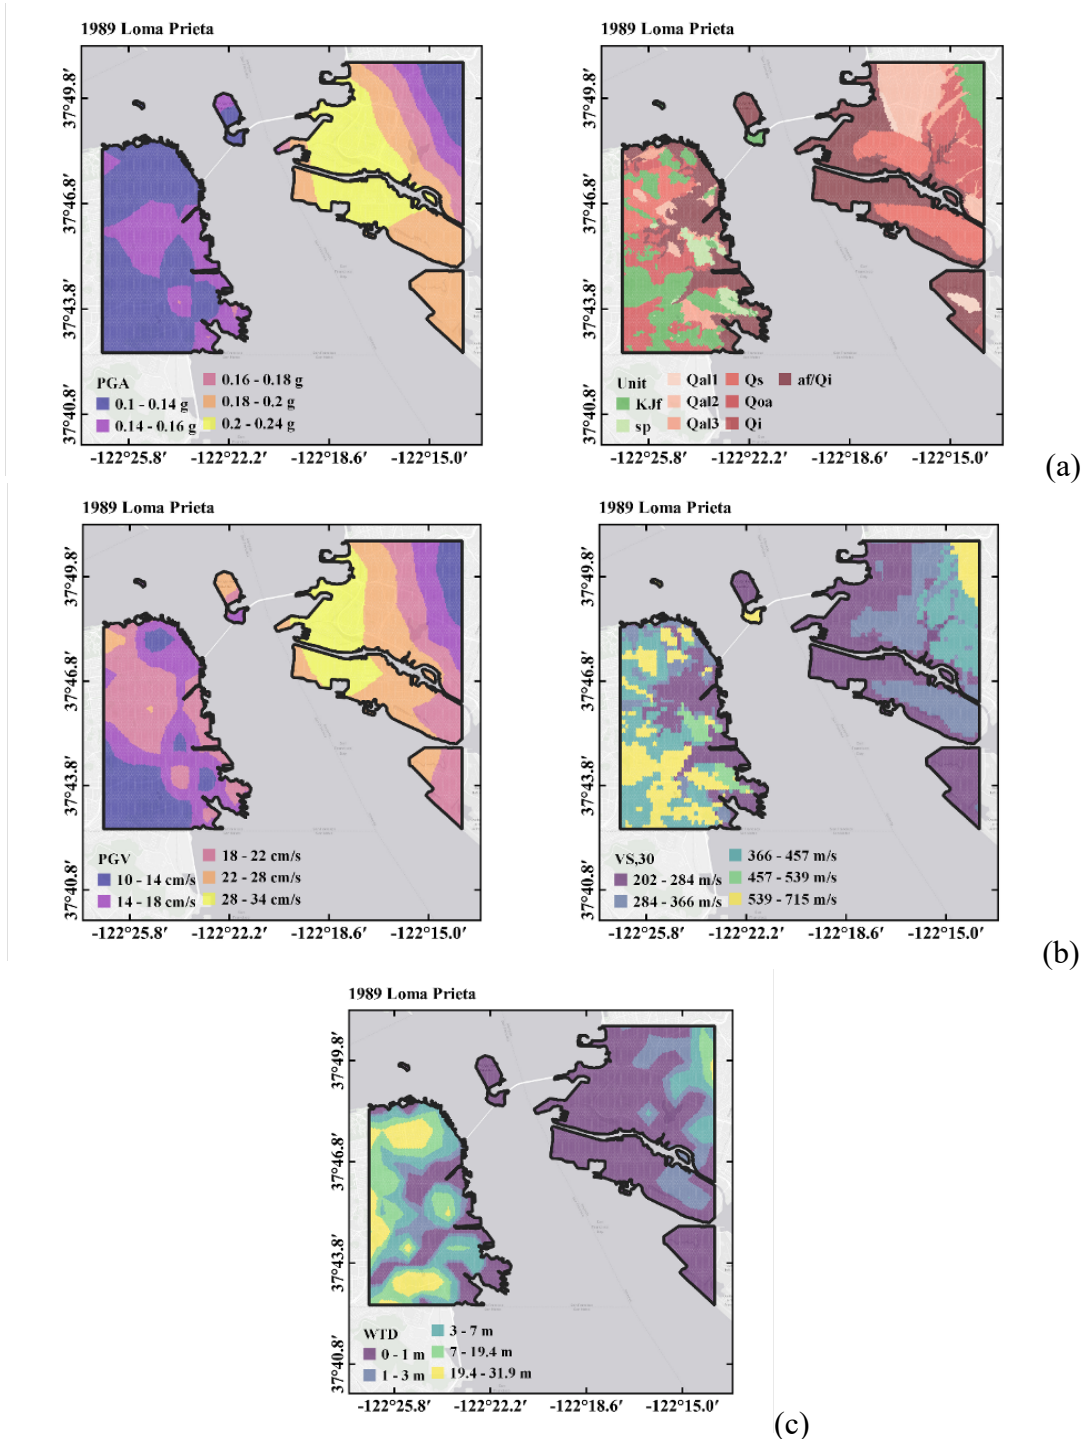 1989 Loma Prieta
37°49.8′
37°46.8′
37°43.8′
37°40.8′
PGA
0.1 - 0.14 g
0.14 - 0.16 g
0.16 - 0.18 g
0.18 - 0.2 g
0.2 - 0.24 g
-122°25.8′ -122°22.2′ -122°18.6′ -122°15.0′
1989 Loma Prieta
37°49.8′
37°46.8′
37°43.8′
37°40.8′
Unit
KJf
sp
Qal1
Qal2
Qal3
Qs
Qoa
Qi
af/Qi
-122°25.8′ -122°22.2′ -122°18.6′ -122°15.0′
(a)
1989 Loma Prieta
37°49.8′
37°46.8′
37°43.8′
37°40.8′
PGV
10 - 14 cm/s
14 - 18 cm/s
18 - 22 cm/s
22 - 28 cm/s
28 - 34 cm/s
-122°25.8′ -122°22.2′ -122°18.6′ -122°15.0′
1989 Loma Prieta
37°49.8′
37°46.8′
37°43.8′
37°40.8′
VS,30
202 - 284 m/s
284 - 366 m/s
366 - 457 m/s
457 - 539 m/s
539 - 715 m/s
-122°25.8′ -122°22.2′ -122°18.6′ -122°15.0′
(b)
1989 Loma Prieta
37°49.8′
37°46.8′
37°43.8′
37°40.8′
WTD
0 - 1 m
1 - 3 m
3 - 7 m
7 - 19.4 m
19.4 - 31.9 m
-122°25.8′ -122°22.2′ -122°18.6′ -122°15.0′
(c)